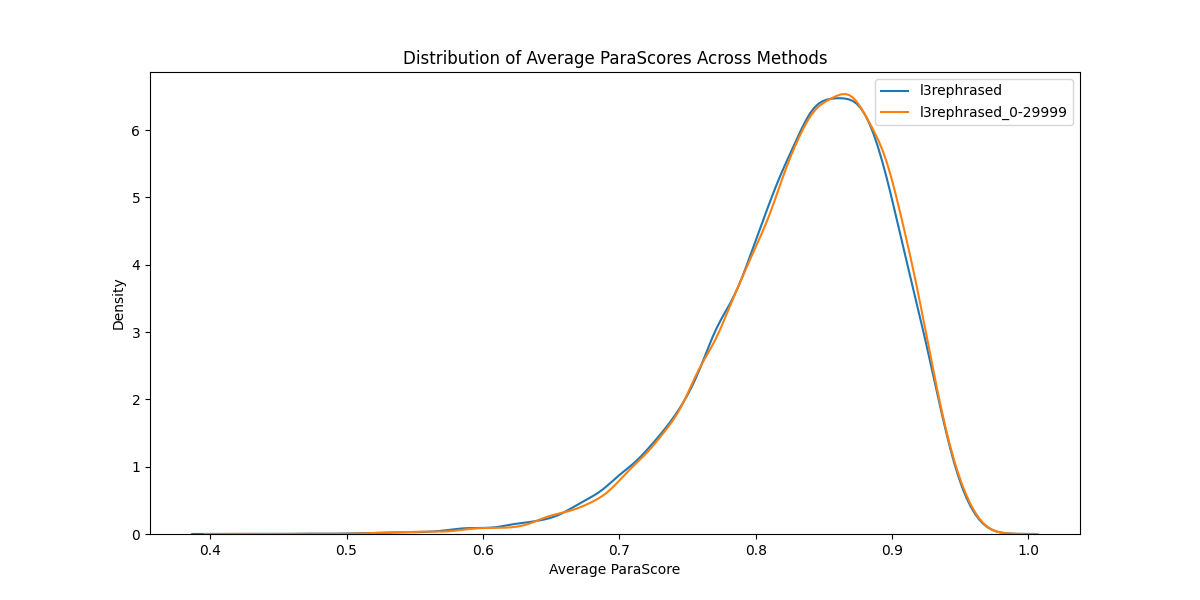 Distribution of Average ParaScores Across Methods
l3rephrased
l3rephrased_0-29999
Density
6
5
4
3
2
1
0
0.4 0.5 0.6 0.7 0.8 0.9 1.0
Average ParaScore